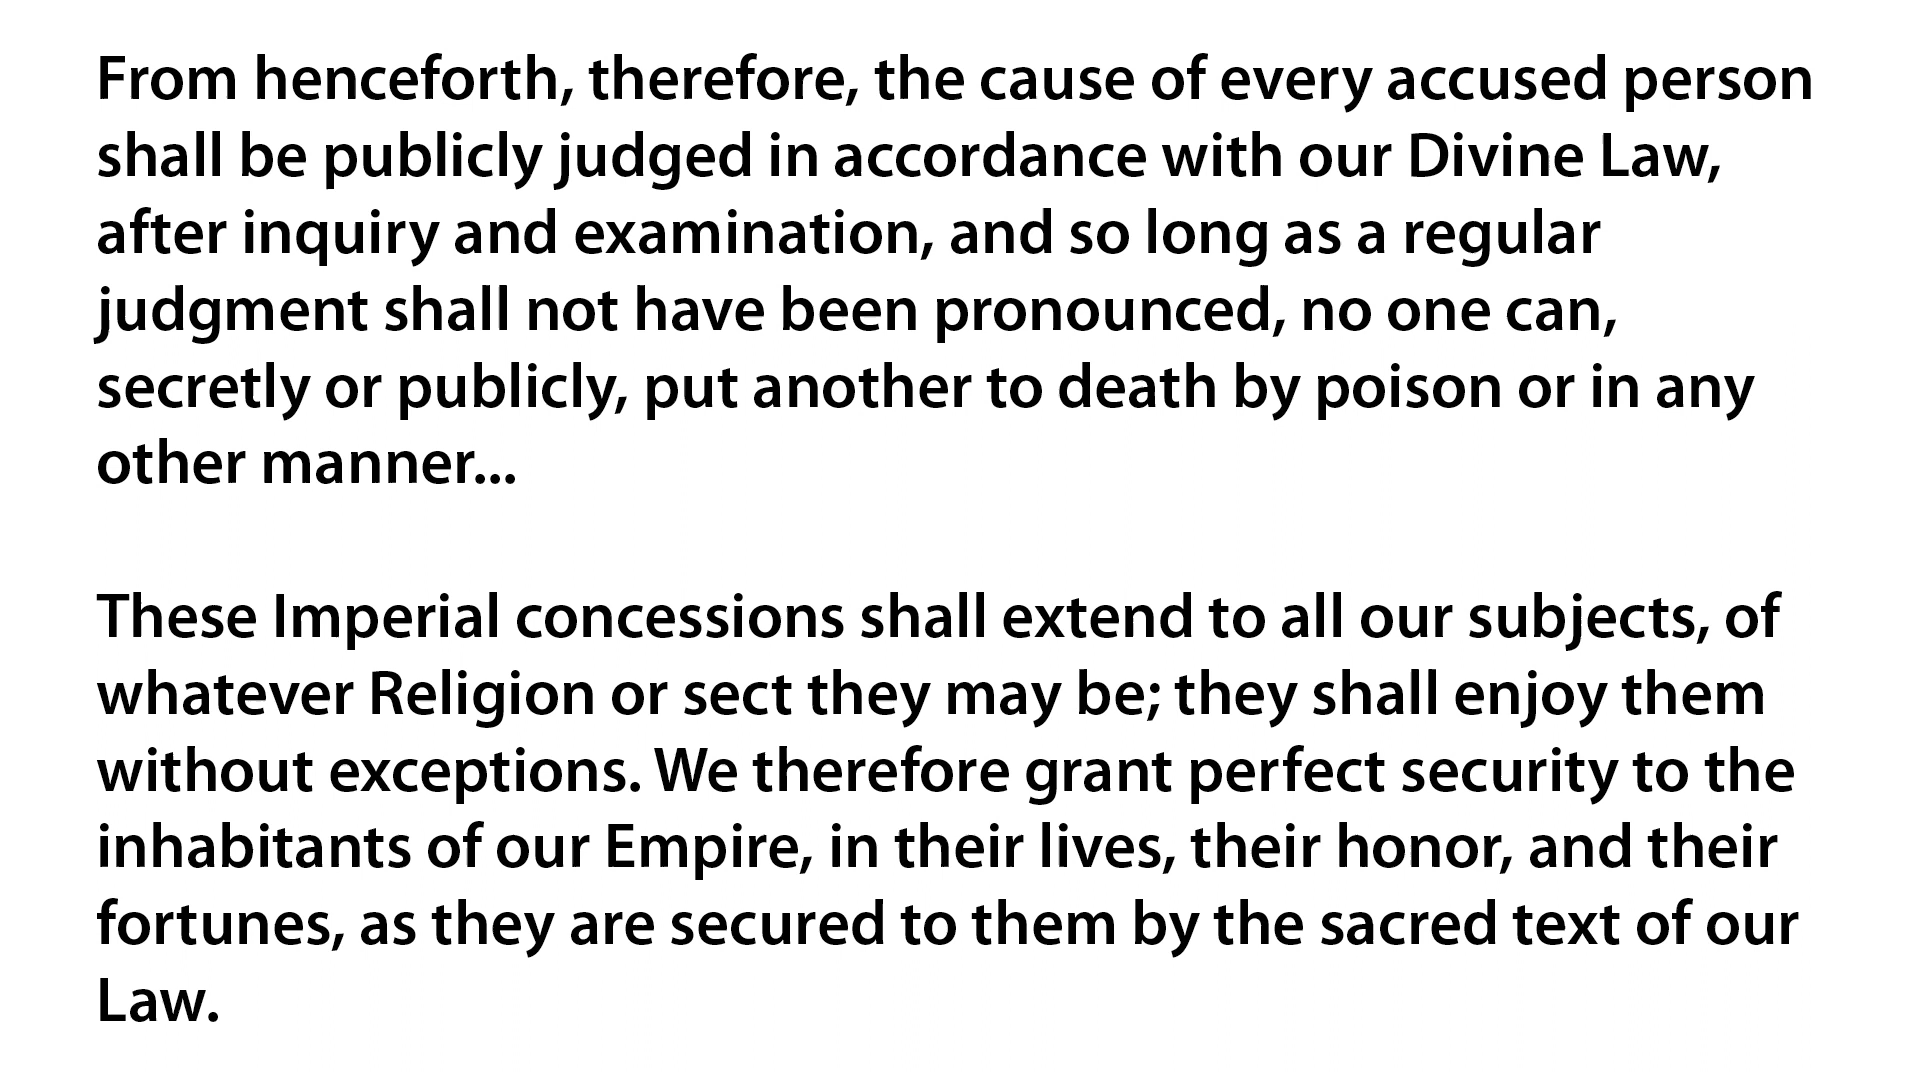 From henceforth, therefore, the cause of every accused person
shall be publicly judged in accordance with our Divine Law,
after inquiry and examination, and so long as a regular
judgment shall not have been pronounced, no one can,
secretly or publicly, put another to death by poison or in any
other manner...
These Imperial concessions shall extend to all our subjects, of
whatever Religion or sect they may be; they shall enjoy them
without exceptions. We therefore grant perfect security to the
inhabitants of our Empire, in their lives, their honor, and their
fortunes, as they are secured to them by the sacred text of our
Law.